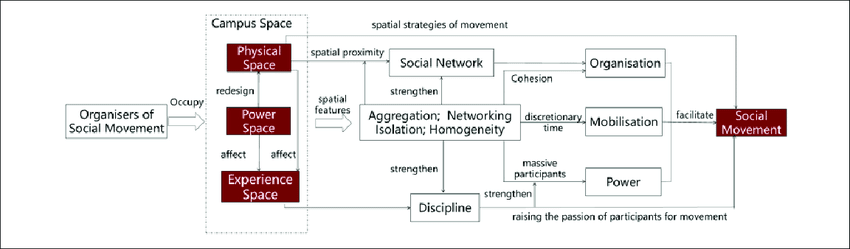 Campus Space
spatial strategies of movement
Physical
Space
spatial proximity
Social Network
Organisation
redesign
strengthen
Cohesion
Organisers of
Social Movement
Occupy
Power
Space
spatial
features
Aggregation; Networking
Isolation; Homogeneity
discretionary
time
Mobilisation
facilitate
Social
Movement
affect
affect
strengthen
massive
participants
Experience
Space
Power
strengthen
Discipline
raising the passion of participants for movement